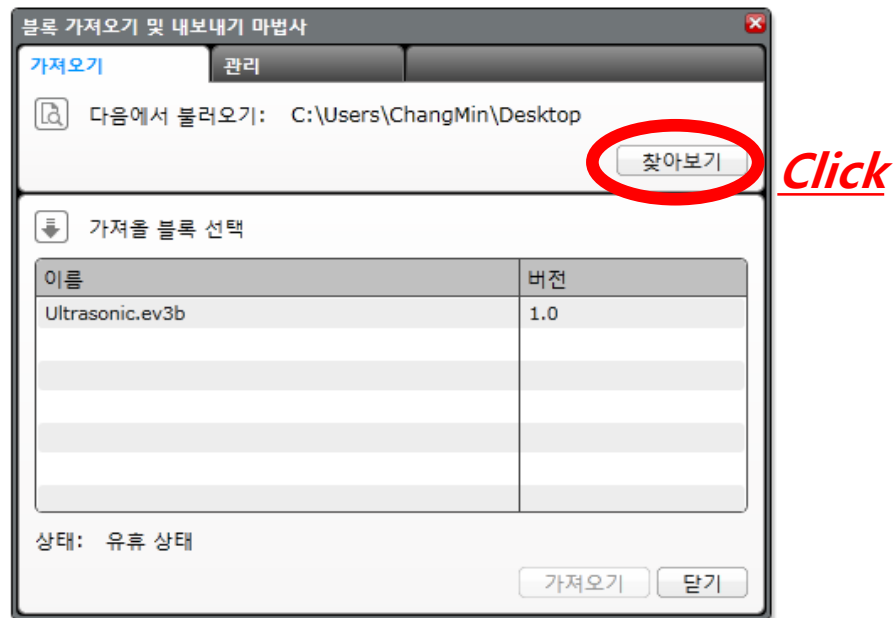 블록 가져오기 및 내보내기 마법사
가져오기 관리
다음에서 불러오기: C:\Users\ChangMin\Desktop
찾아보기 Click
가져올 블록 선택
이름 버전
Ultrasonic.ev3b 1.0
상태: 유휴 상태
가져오기 닫기